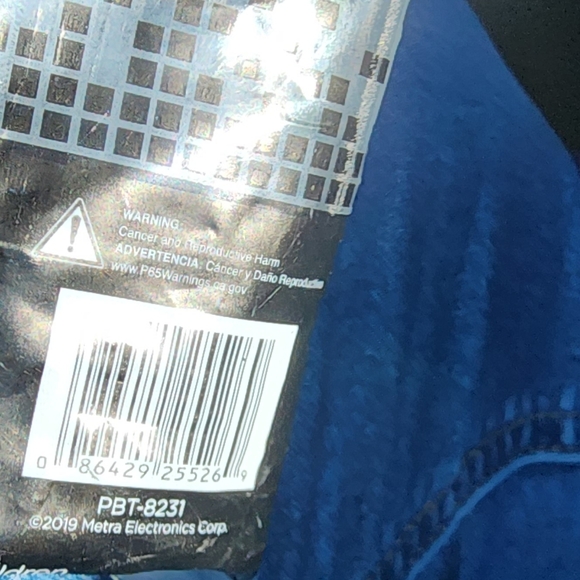 WARNING:
Cancer and Reproductive Harm
ADVERTENCIA: Cáncer y Daño Reproductivo
www.P65Warnings.ca.gov
0 86429 25526 9
PBT-8231
©2019 Metra Electronics Corp.